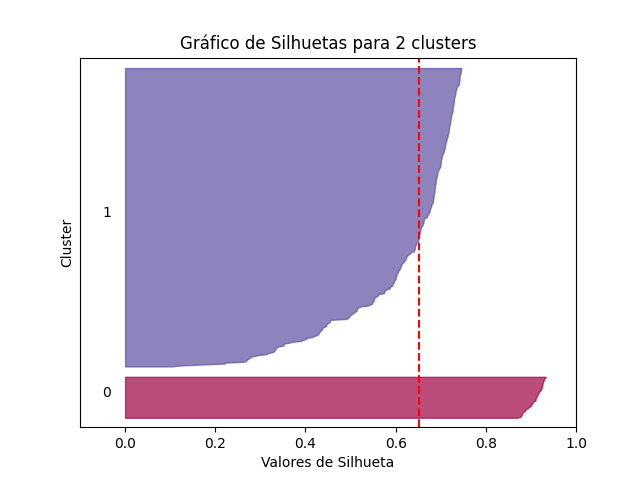 Gráfico de Silhuetas para 2 clusters
Cluster
1
0
0.0 0.2 0.4 0.6 0.8 1.0
Valores de Silhueta